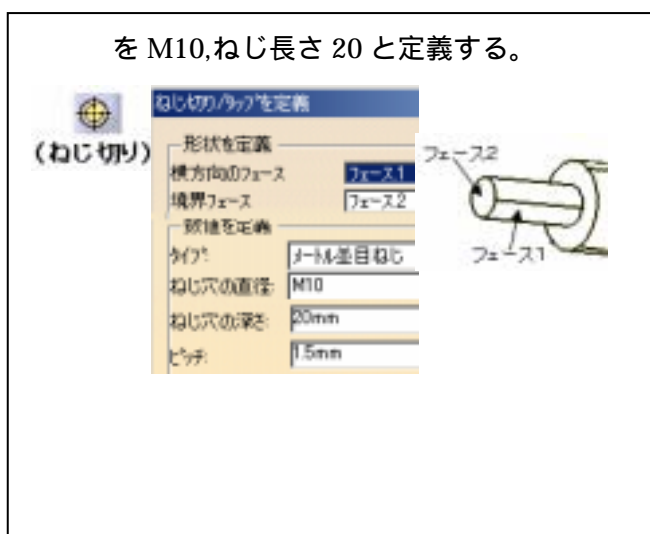 を M10,ねじ長さ 20 と定義する。
(ねじ切り)
ねじ切り/タップを定義
形状を定義
横方向のフェース フェース1
境界フェース フェース2
数値を定義
タイプ: メートル並目ねじ
ねじ穴の直径: M10
ねじ穴の深さ: 20mm
ピッチ: 1.5mm
フェース2
フェース1